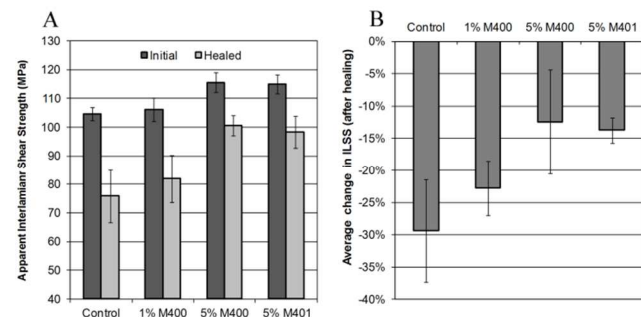 A
Apparent Interlamianr Shear Strength (MPa)
140
130
120
110
100
90
80
70
60
50
40
Initial
Healed
Control
1% M400
5% M400
5% M401
B
Average change in ILSS (after healing)
Control
1% M400
5% M400
5% M401
0%
-5%
-10%
-15%
-20%
-25%
-30%
-35%
-40%